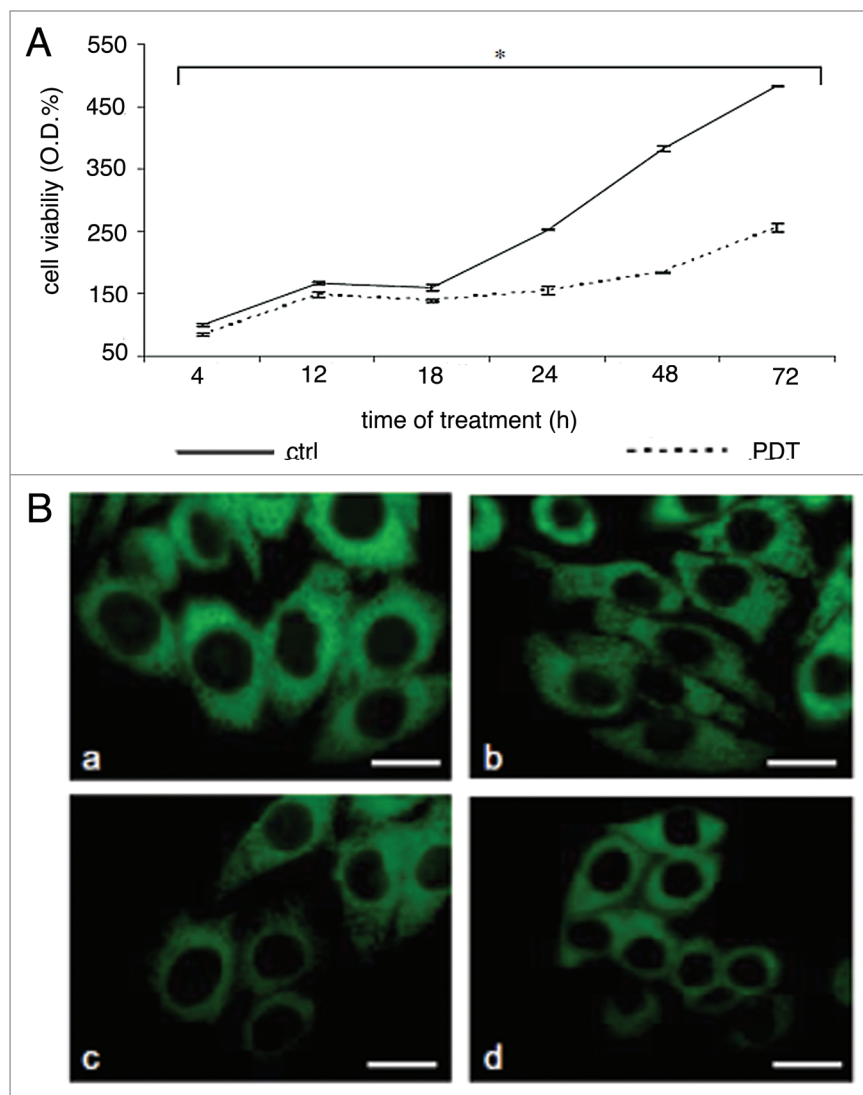 A
*
550
450
350
250
150
50
cell viabiliy (O.D.%)
4 12 18 24 48 72
time of treatment (h)
ctrl PDT
B
a b
c d